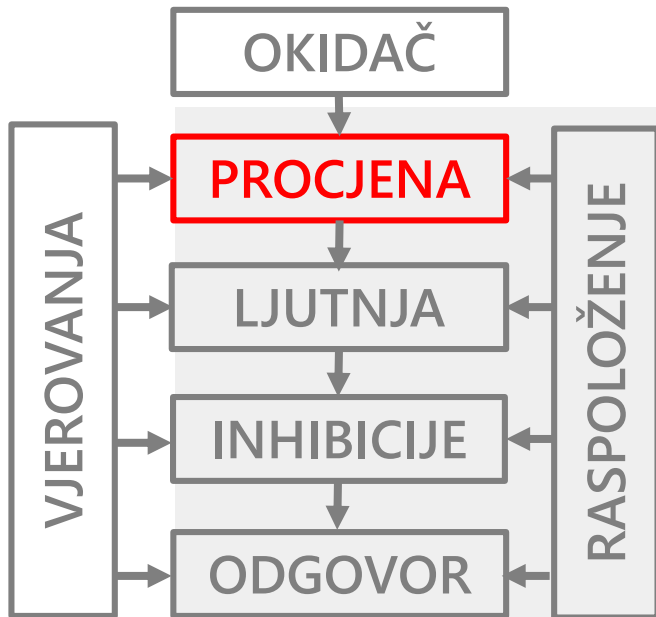 OKIDAČ
PROCJENA
LJUTNJA
INHIBICIJE
ODGOVOR
VJEROVANJA
RASPOLOŽENJE